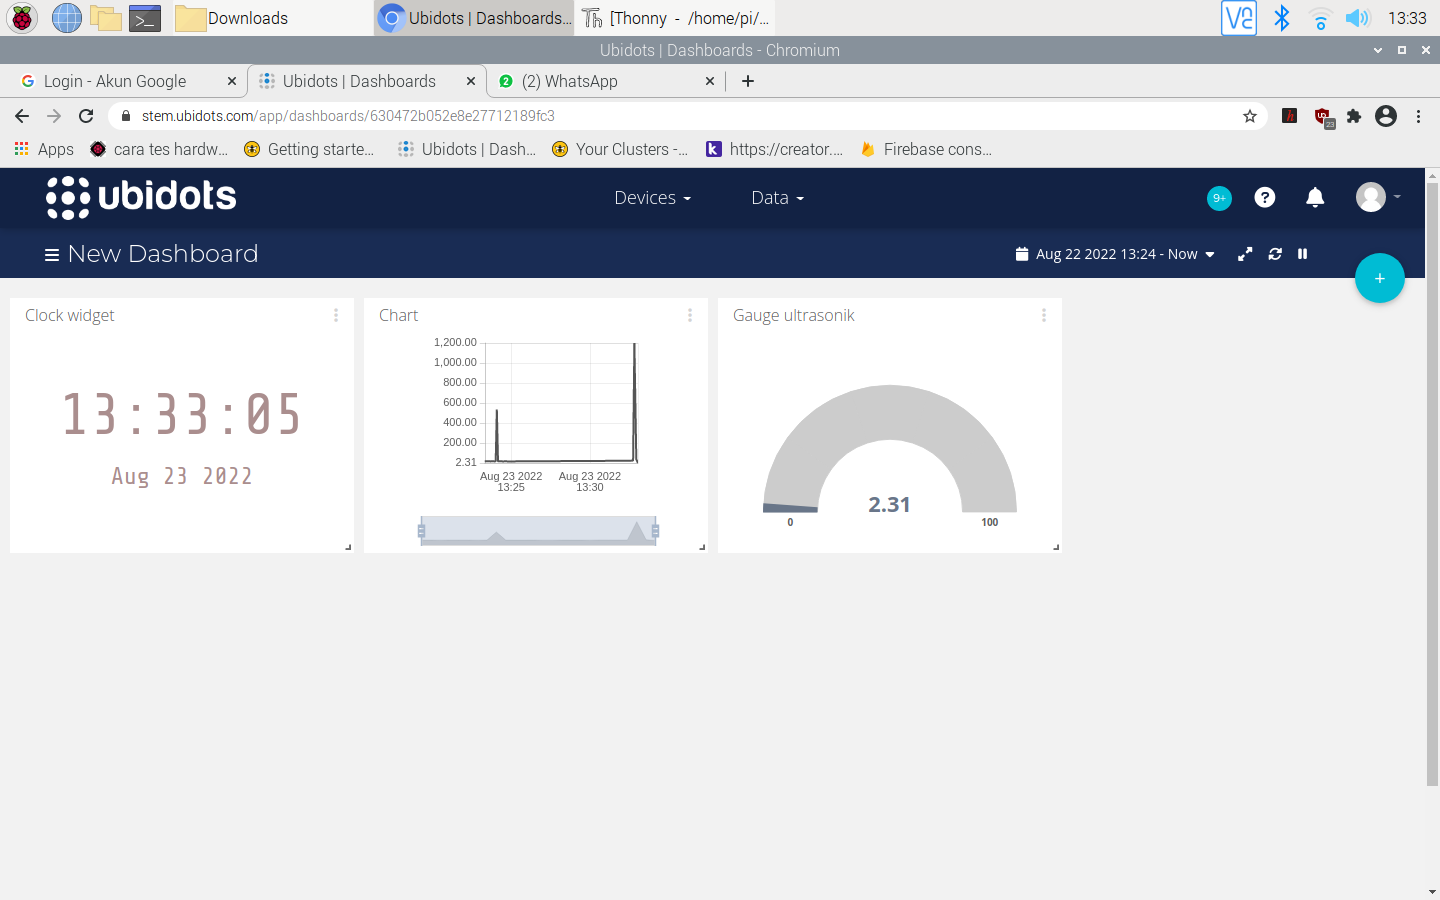 Downloads
Ubidots | Dashboards...
[Thonny - /home/pi/...
13:33
Ubidots | Dashboards - Chromium
Login - Akun Google
Ubidots | Dashboards
(2) WhatsApp
stem.ubidots.com/app/dashboards/630472b052e8e27712189fc3
23
Apps
cara tes hardw...
Getting starte...
Ubidots | Dash...
Your Clusters -...
https://creator....
Firebase cons...
ubidots
Devices
Data
9+
New Dashboard
Aug 22 2022 13:24 - Now
Clock widget
13:33:05
Aug 23 2022
Chart
1,200.00
1,000.00
800.00
600.00
400.00
200.00
2.31
Aug 23 2022
13:25
Aug 23 2022
13:30
Gauge ultrasonik
2.31
0
100